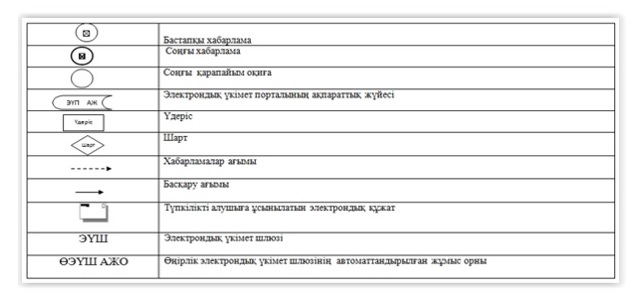 Бастапқы хабарлама
Соңғы хабарлама
Соңғы қарапайым оқиға
ЭҮП АЖ Электрондық үкімет порталының ақпараттық жүйесі
Үдеріс Үдеріс
Шарт Шарт
Хабарламалар ағымы
Басқару ағымы
Түпкілікті алушыға ұсынылатын электрондық құжат
ЭҮШ Электрондық үкімет шлюзі
ӨЭҮШ АЖО Өңірлік электрондық үкімет шлюзінің автоматтандырылған жұмыс орны